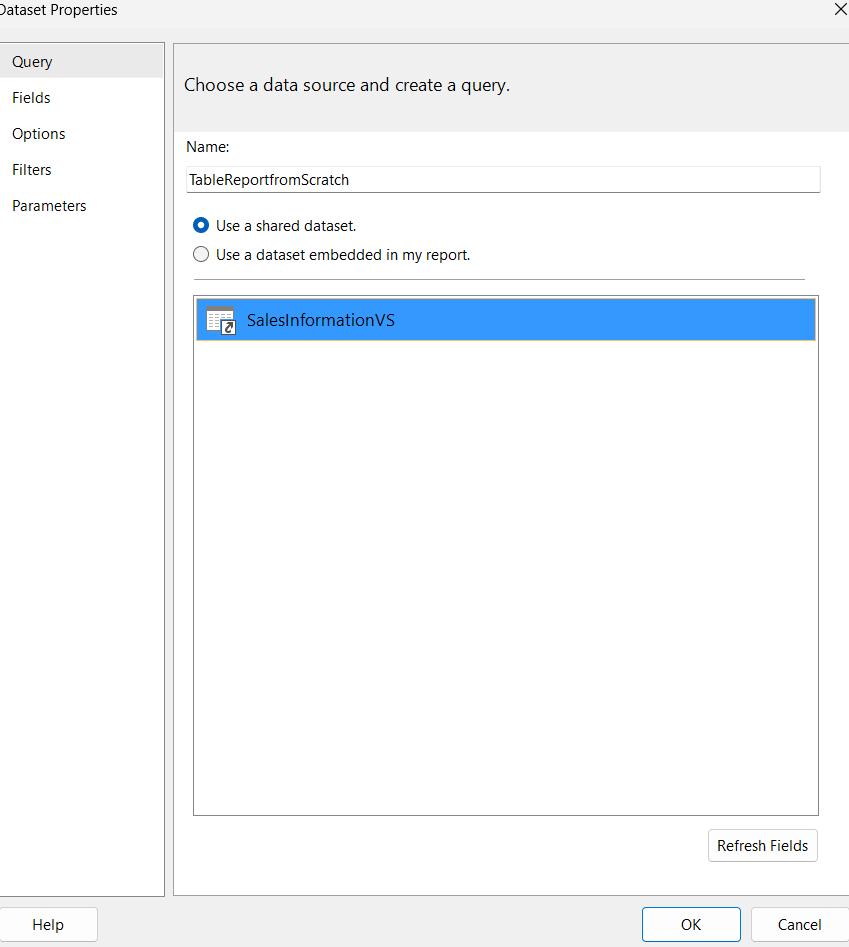 Dataset Properties
Query
Fields
Options
Filters
Parameters
Choose a data source and create a query.
Name:
TableReportfromScratch
Use a shared dataset.
Use a dataset embedded in my report.
SalesInformationVS
Refresh Fields
Help
OK
Cancel